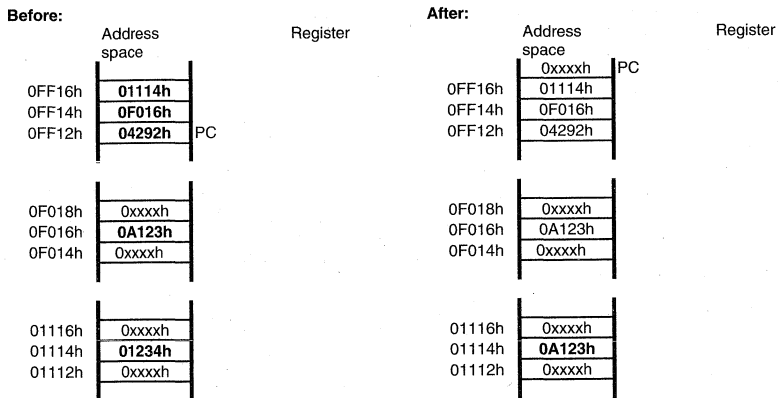 Before:
Address space
Register
0FF16h 01114h
0FF14h 0F016h
0FF12h 04292h PC
0F018h 0xxxxh
0F016h 0A123h
0F014h 0xxxxh
01116h 0xxxxh
01114h 01234h
01112h 0xxxxh
After:
Address space
Register
0xxxxh PC
0FF16h 01114h
0FF14h 0F016h
0FF12h 04292h
0F018h 0xxxxh
0F016h 0A123h
0F014h 0xxxxh
01116h 0xxxxh
01114h 0A123h
01112h 0xxxxh